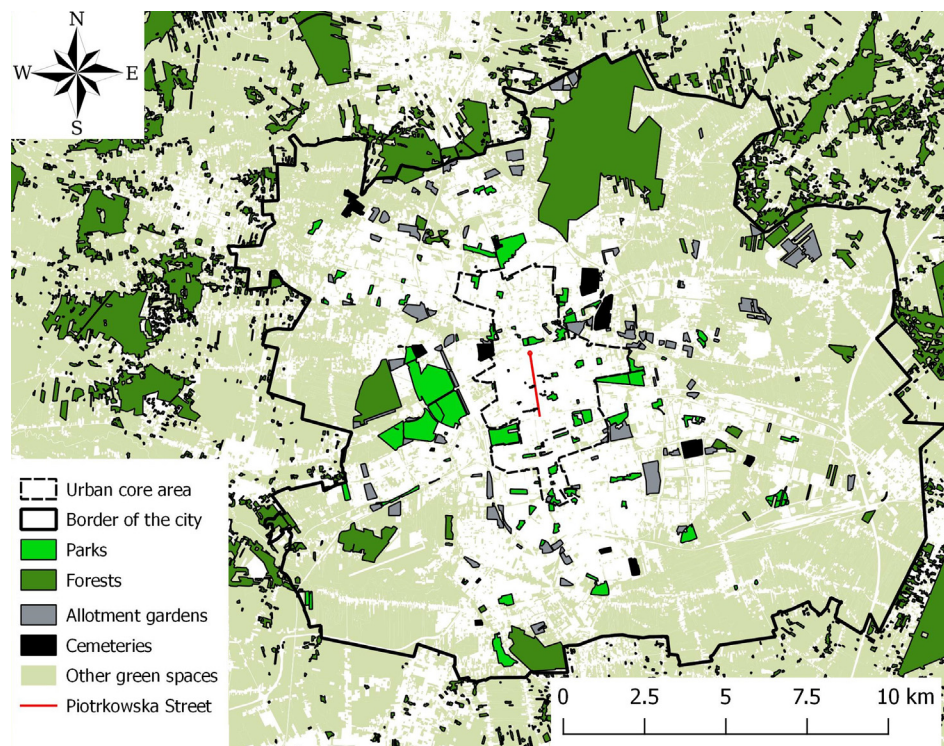 N
W E
S
Urban core area
Border of the city
Parks
Forests
Allotment gardens
Cemeteries
Other green spaces
Piotrkowska Street
0 2.5 5 7.5 10 km